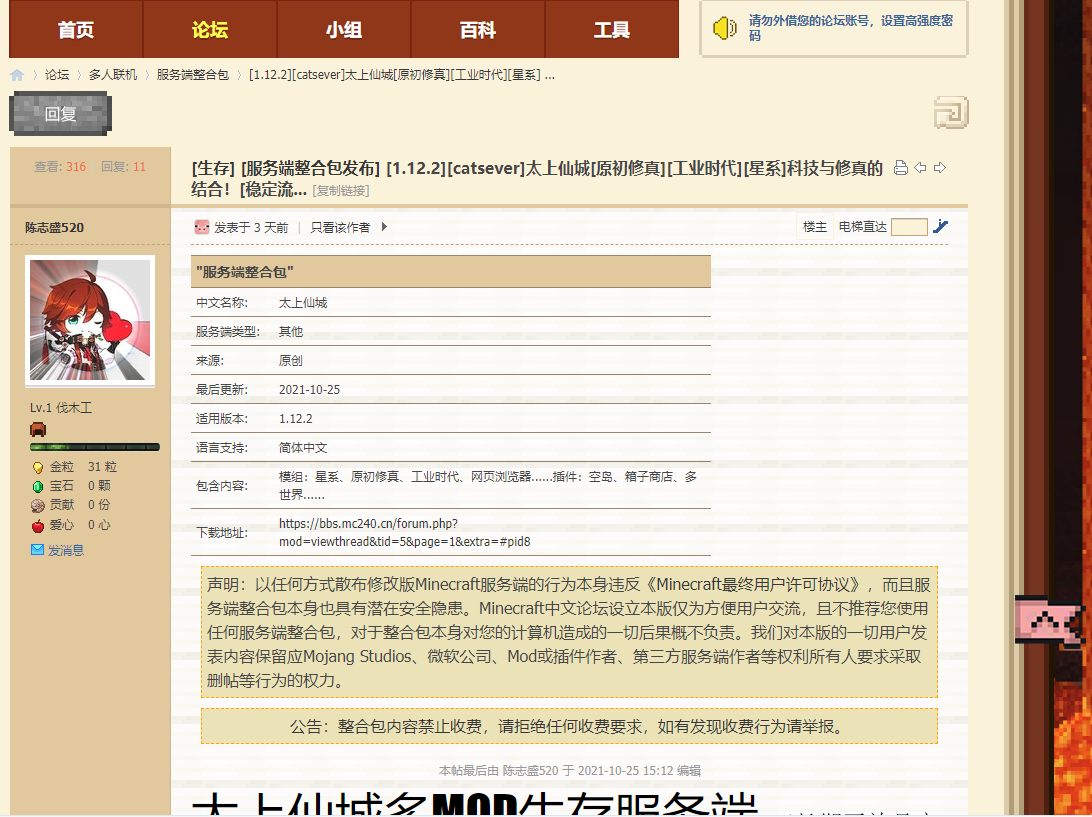 首页 论坛 小组 百科 工具
请勿外借您的论坛账号，设置高强度密
码
论坛 多人联机 服务端整合包 [1.12.2][catsever]太上仙城[原初修真][工业时代][星系] ...
回复
查看: 316 回复: 11
[生存] [服务端整合包发布] [1.12.2][catsever]太上仙城[原初修真][工业时代][星系]科技与修真的
结合！[稳定流... [复制链接]
陈志盛520
发表于 3 天前 | 只看该作者
楼主 电梯直达
"服务端整合包"
中文名称: 太上仙城
服务端类型: 其他
来源: 原创
最后更新: 2021-10-25
适用版本: 1.12.2
语言支持: 简体中文
包含内容: 模组：星系、原初修真、工业时代、网页浏览器......插件：空岛、箱子商店、多
世界......
下载地址: https://bbs.mc240.cn/forum.php?
mod=viewthread&tid=5&page=1&extra=#pid8
Lv.1 伐木工
金粒 31 粒
宝石 0 颗
贡献 0 份
爱心 0 心
发消息
声明：以任何方式散布修改版Minecraft服务端的行为本身违反《Minecraft最终用户许可协议》，而且服
务端整合包本身也具有潜在安全隐患。Minecraft中文论坛设立本版仅为方便用户交流，且不推荐您使用
任何服务端整合包，对于整合包本身对您的计算机造成的一切后果概不负责。我们对本版的一切用户发
表内容保留应Mojang Studios、微软公司、Mod或插件作者、第三方服务端作者等权利所有人要求采取
删帖等行为的权力。
公告：整合包内容禁止收费，请拒绝任何收费要求，如有发现收费行为请举报。
本帖最后由 陈志盛520 于 2021-10-25 15:12 编辑
太上仙城多MOD生存服务端